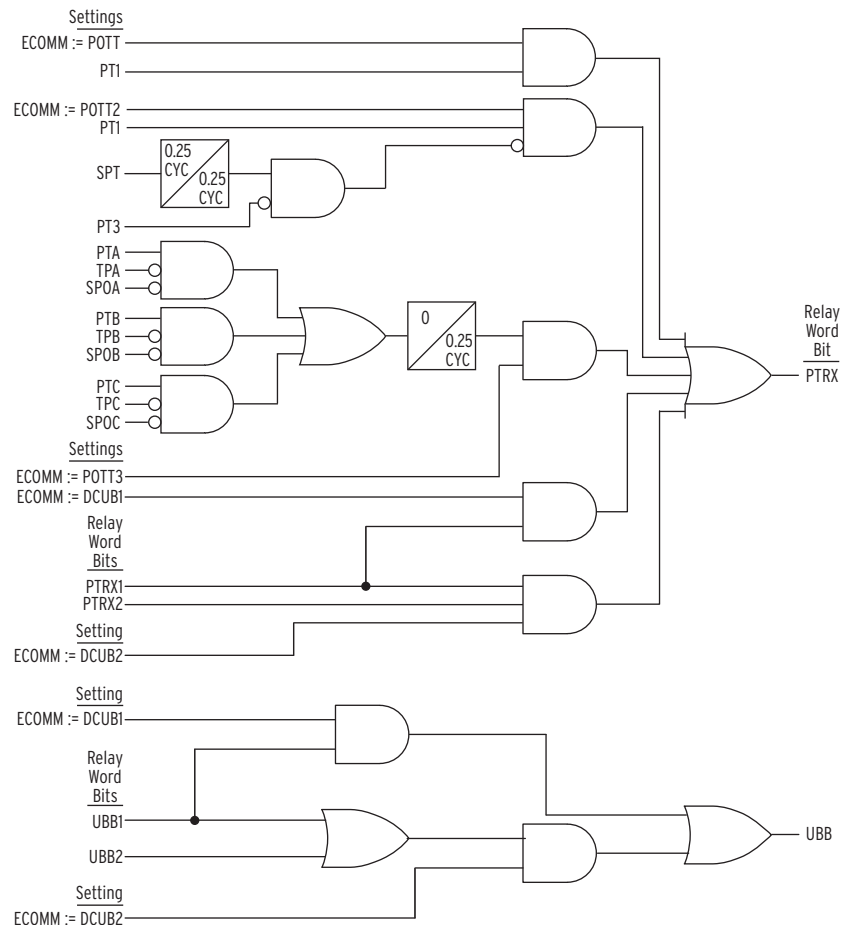 Settings
ECOMM := POTT
PT1
ECOMM := POTT2
PT1
SPT
0.25
CYC
0.25
CYC
PT3
PTA
TPA
SPOA
PTB
TPB
SPOB
PTC
TPC
SPOC
0
0.25
CYC
Relay
Word
Bit
PTRX
Settings
ECOMM := POTT3
ECOMM := DCUB1
Relay
Word
Bits
PTRX1
PTRX2
Setting
ECOMM := DCUB2
Setting
ECOMM := DCUB1
Relay
Word
Bits
UBB1
UBB2
UBB
Setting
ECOMM := DCUB2